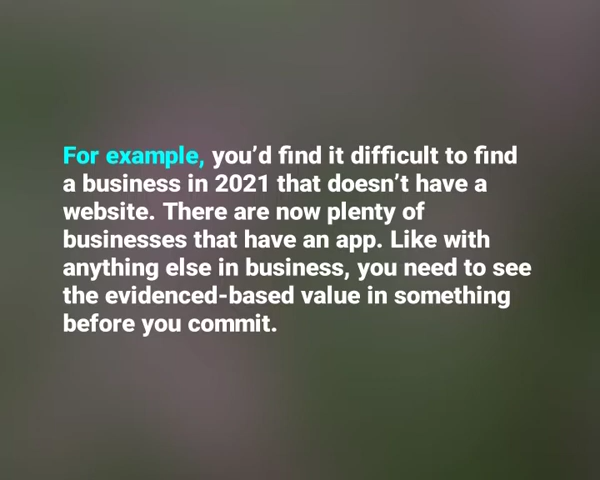 For example, you’d find it difficult to find
a business in 2021 that doesn’t have a
website. There are now plenty of
businesses that have an app. Like with
anything else in business, you need to see
the evidenced-based value in something
before you commit.